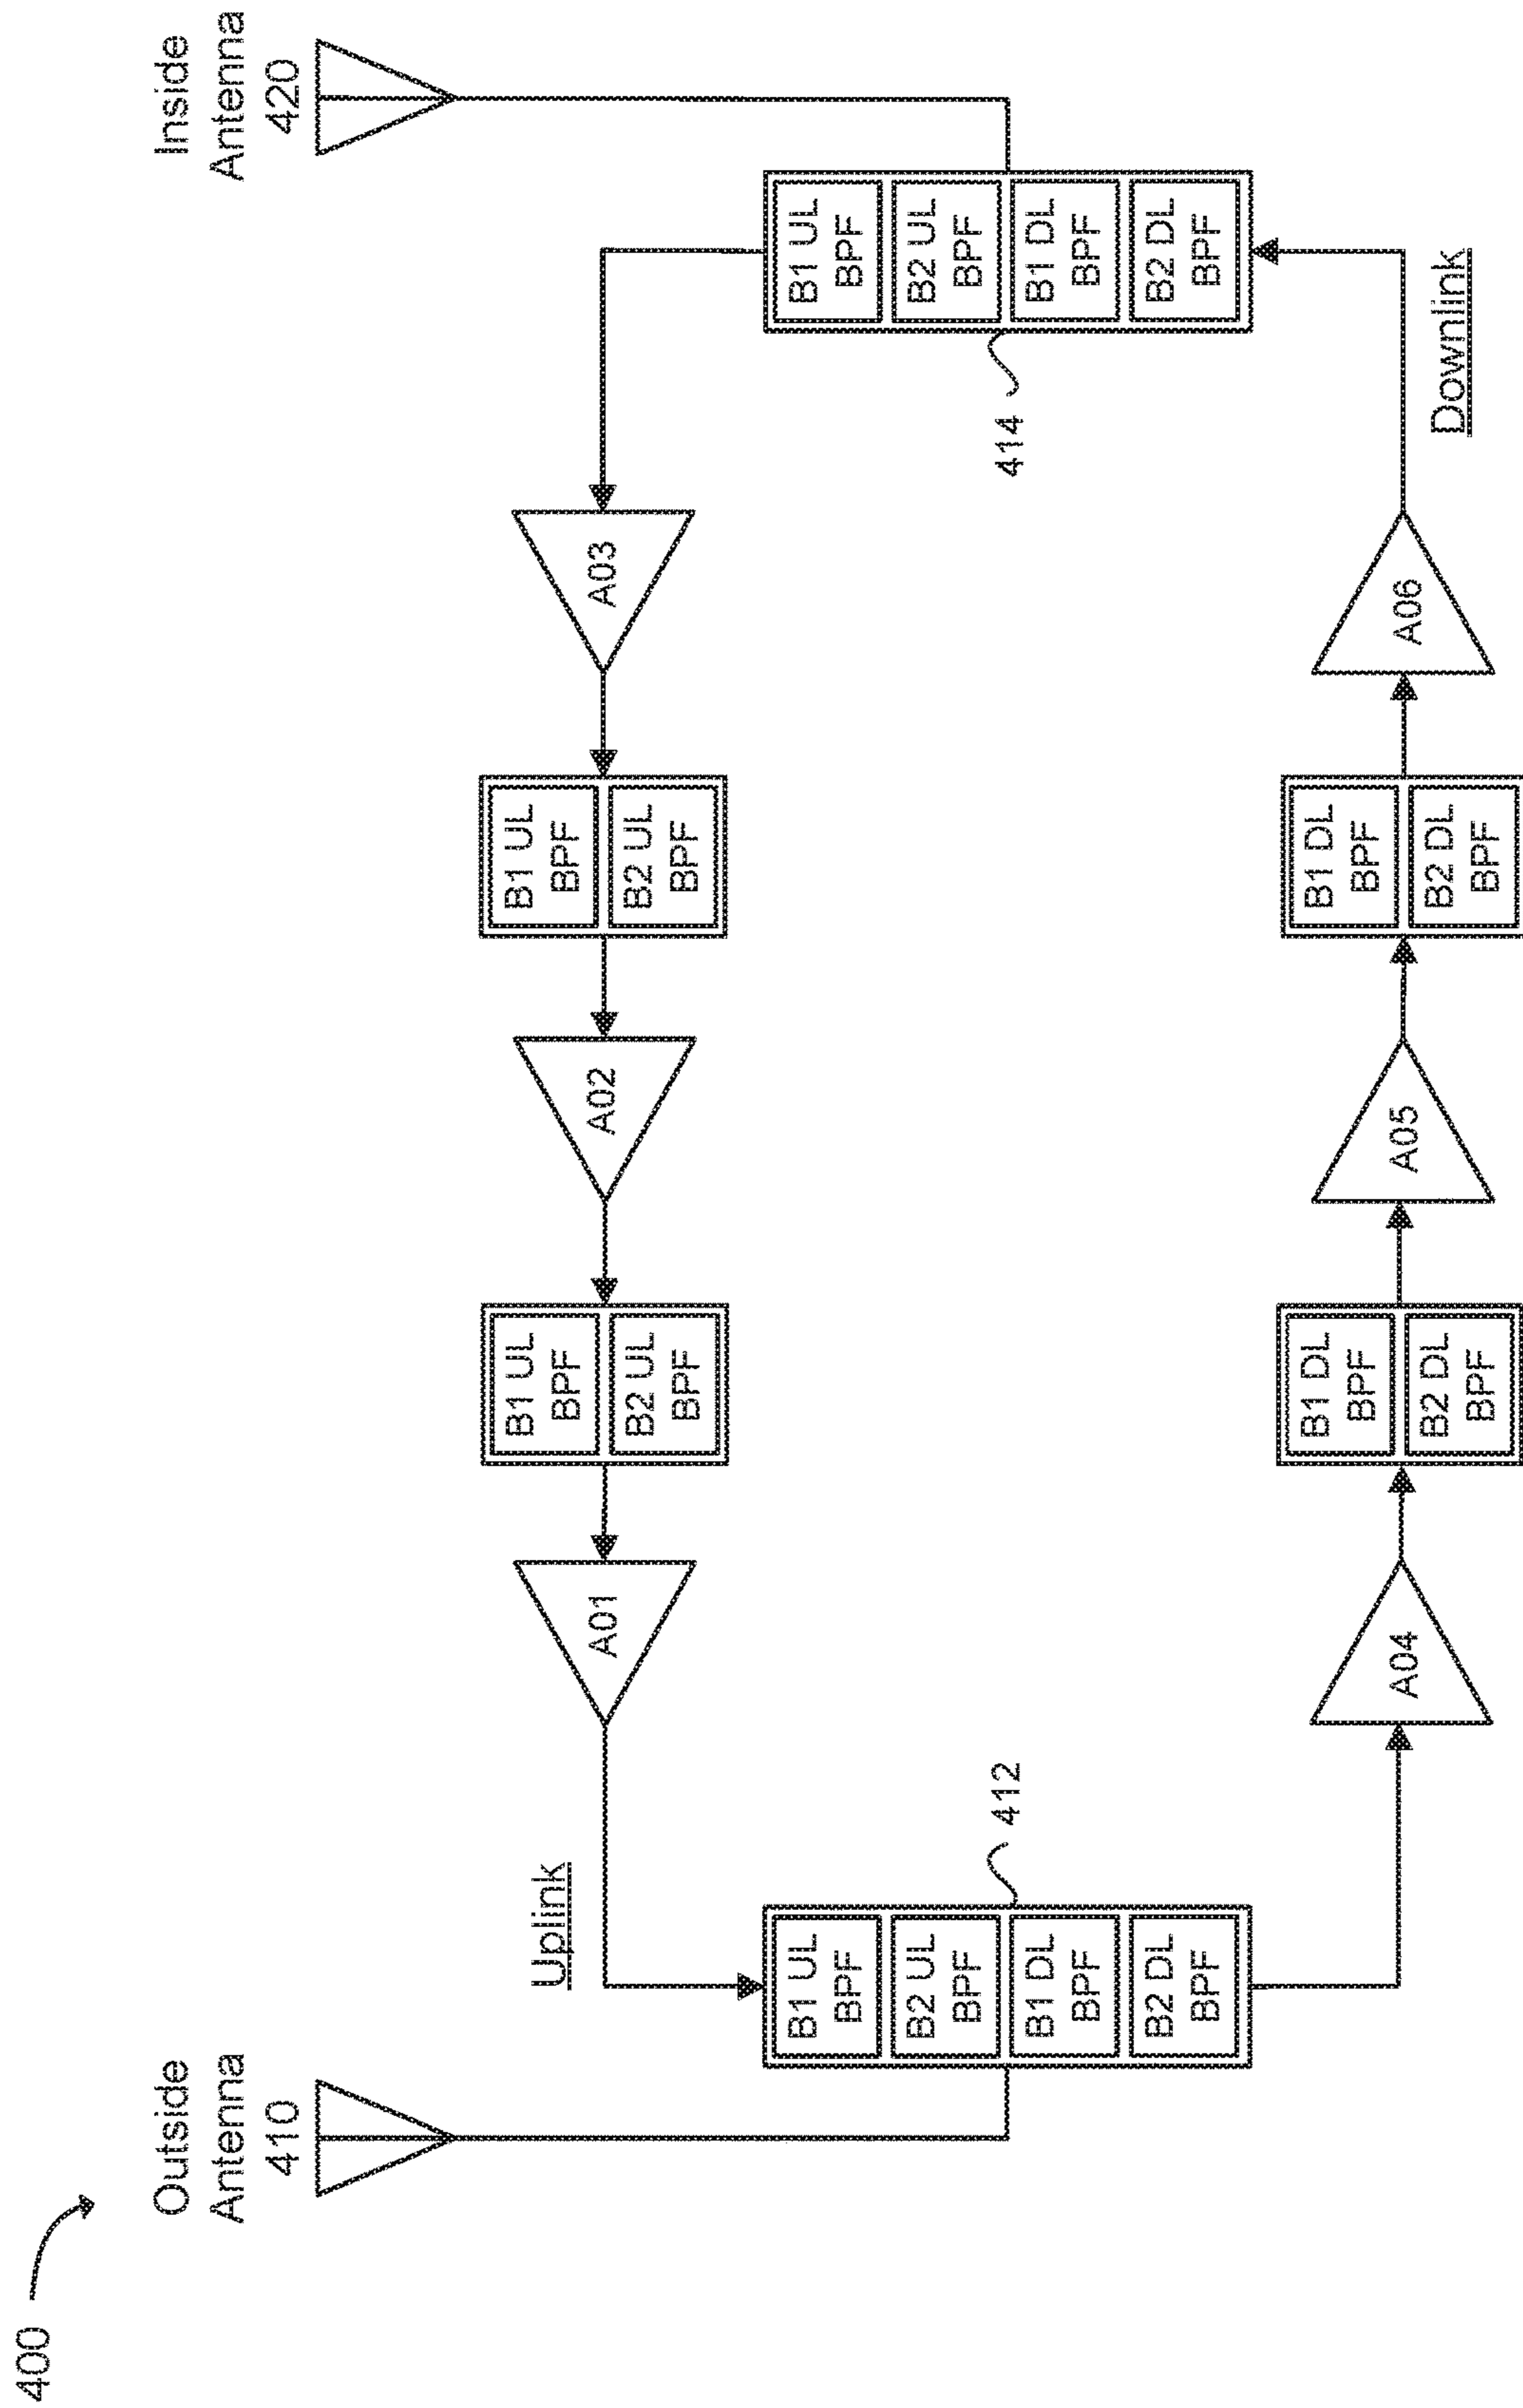 400
Outside
Antenna
410
Inside
Antenna
420
Uplink
A01
B1 UL
BPF
B2 UL
BPF
A02
B1 UL
BPF
B2 UL
BPF
A03
B1 UL
BPF
B2 UL
BPF
B1 DL
BPF
B2 DL
BPF
412
414
B1 UL
BPF
B2 UL
BPF
B1 DL
BPF
B2 DL
BPF
A04
B1 DL
BPF
B2 DL
BPF
A05
B1 DL
BPF
B2 DL
BPF
A06
Downlink